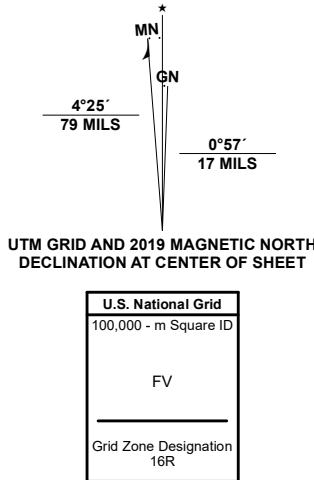 ★
MN
GN
4°25´
79 MILS
0°57´
17 MILS
UTM GRID AND 2019 MAGNETIC NORTH
DECLINATION AT CENTER OF SHEET
U.S. National Grid
100,000 - m Square ID
FV
Grid Zone Designation
16R